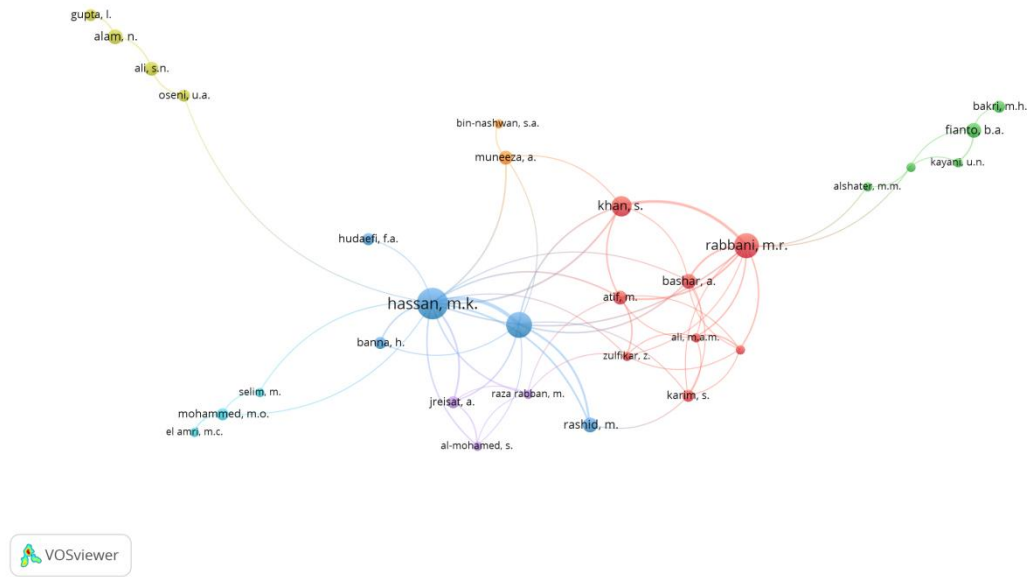 gupta, l.
alam, n.
ali, s.n.
oseni, u.a.
bakri, m.h.
bin-nashwan, s.a.
fianto, b.a.
muneeza, a.
kayani, u.n.
alshater, m.m.
khan, s.
hudaefi, f.a.
rabbani, m.r.
bashar, a.
hassan, m.k.
atif, m.
ali, m.a.m.
banna, h.
zulfikar, z.
selim, m.
raza rabban, m.
karim, s.
jreisat, a.
mohammed, m.o.
rashid, m.
el amri, m.c.
al-mohamed, s.
VOSviewer